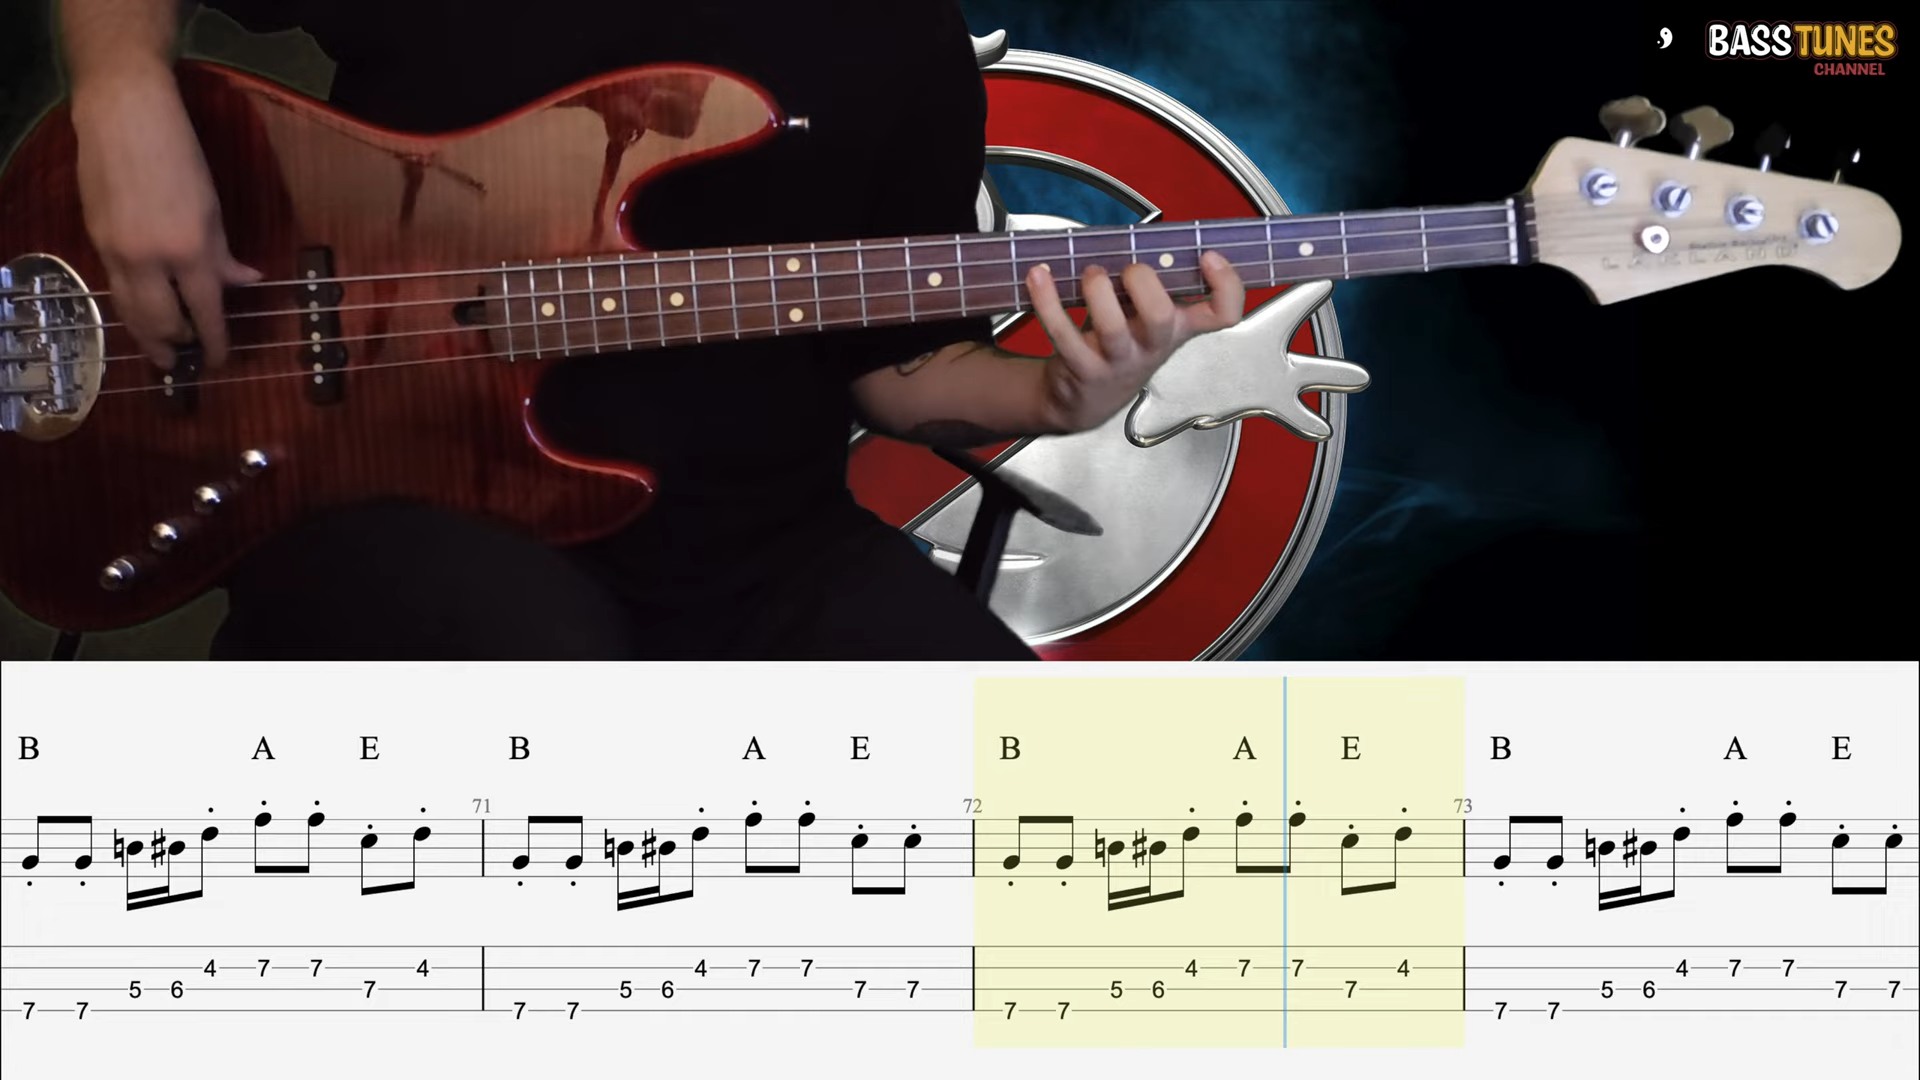 BASSTUNES
CHANNEL
LAKLAND
B A E B A E B A E B A E
71 72 73
4 7 7 4 4 7 7 4 7 7 4 4 7 7
5 6 7 5 6 7 7 5 6 7 5 6 7 7
7 7 7 7 7 7 7 7